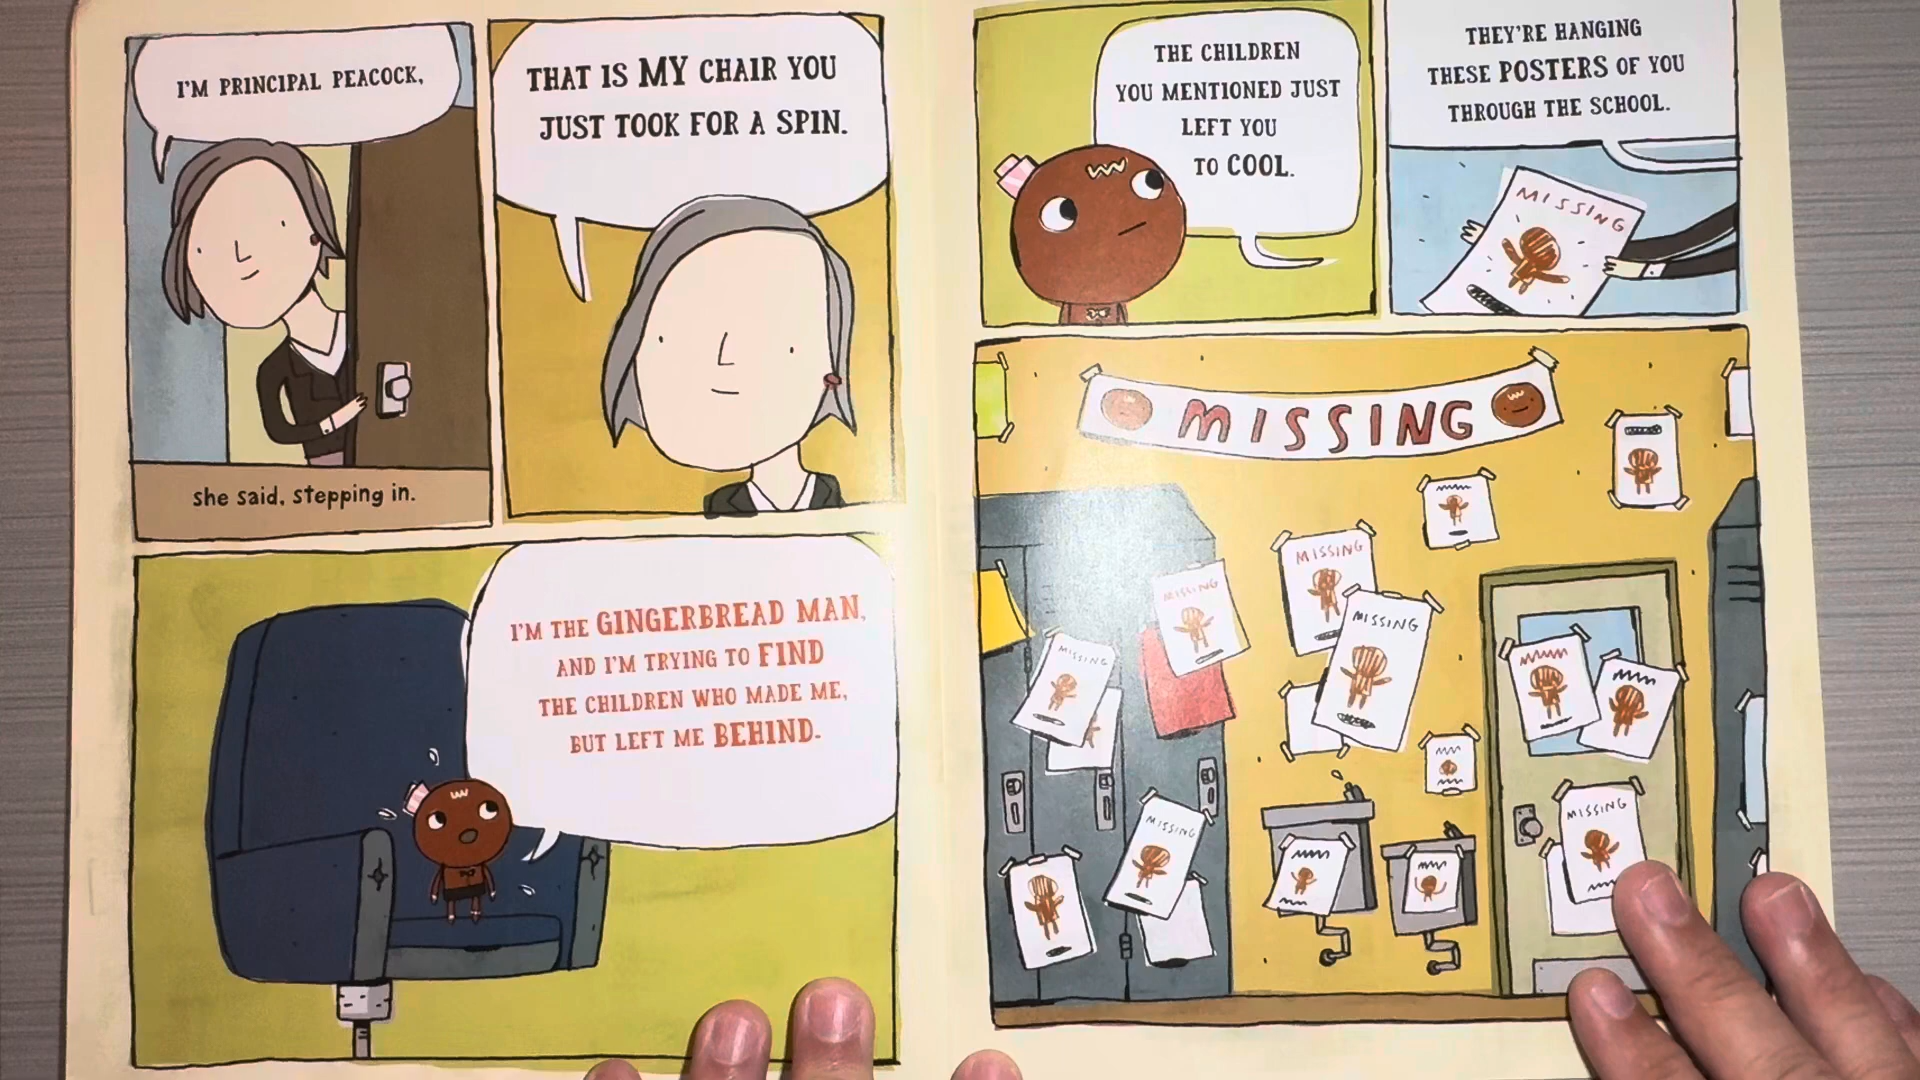 I'M PRINCIPAL PEACOCK,
she said, stepping in.
THAT IS MY CHAIR YOU
JUST TOOK FOR A SPIN.
I'M THE GINGERBREAD MAN,
AND I'M TRYING TO FIND
THE CHILDREN WHO MADE ME,
BUT LEFT ME BEHIND.
THE CHILDREN
YOU MENTIONED JUST
LEFT YOU
TO COOL.
THEY'RE HANGING
THESE POSTERS OF YOU
THROUGH THE SCHOOL.
MISSING
MISSING
MISSING
MISSING
MISSING
MISSING
MISSING
MISSING